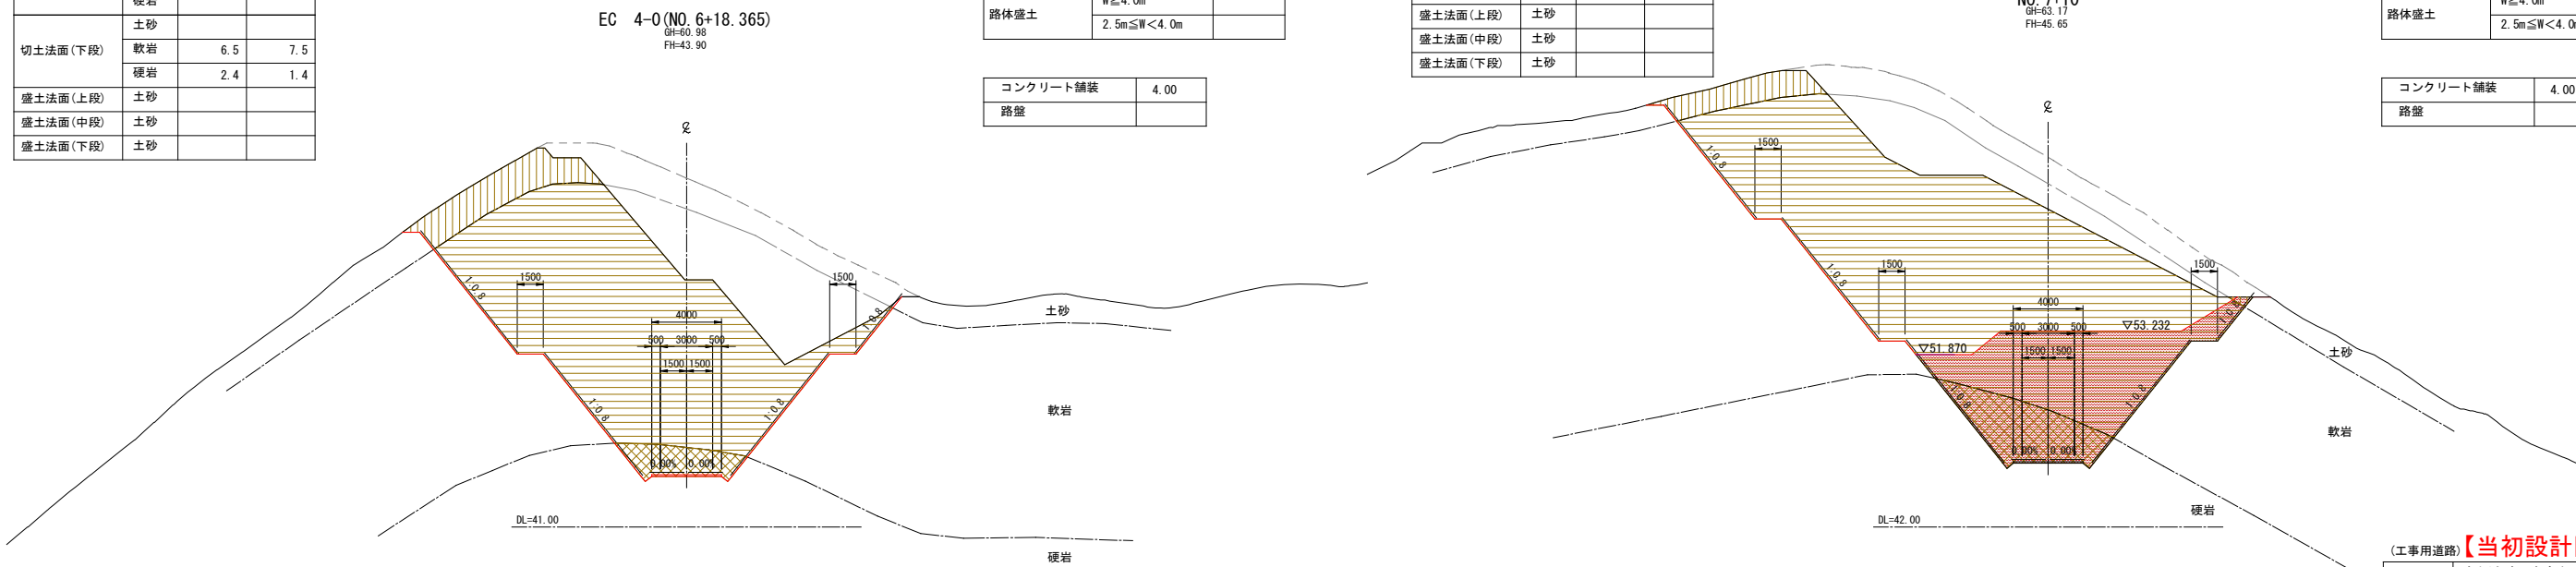 硬岩
土砂
切土法面(下段) 軟岩 6.5 7.5
硬岩 2.4 1.4
盛土法面(上段) 土砂
盛土法面(中段) 土砂
盛土法面(下段) 土砂
EC 4-0(NO.6+18.365)
GH=60.98
FH=43.90
W≧4.0m
路体盛土
2.5m≦W<4.0m
コンクリート舗装 4.00
路盤
℄
1:0.8
1500
1500
1:0.8
4000
500 3000 500
1500 1500
1:0.8
1:0.8
0.00% 0.00%
土砂
軟岩
硬岩
DL=41.00
盛土法面(上段) 土砂
盛土法面(中段) 土砂
盛土法面(下段) 土砂
NO.7+10
GH=63.17
FH=45.65
W≧4.0m
路体盛土
2.5m≦W<4.0m
コンクリート舗装 4.00
路盤
℄
1:0.8
1500
1:0.8
1500
1500
1:0.8
4000
500 3000 500
▽53.232
▽51.870
1500 1500
1:0.8
1:0.8
0.00% 0.00%
土砂
軟岩
硬岩
DL=42.00
(工事用道路)【当初設計